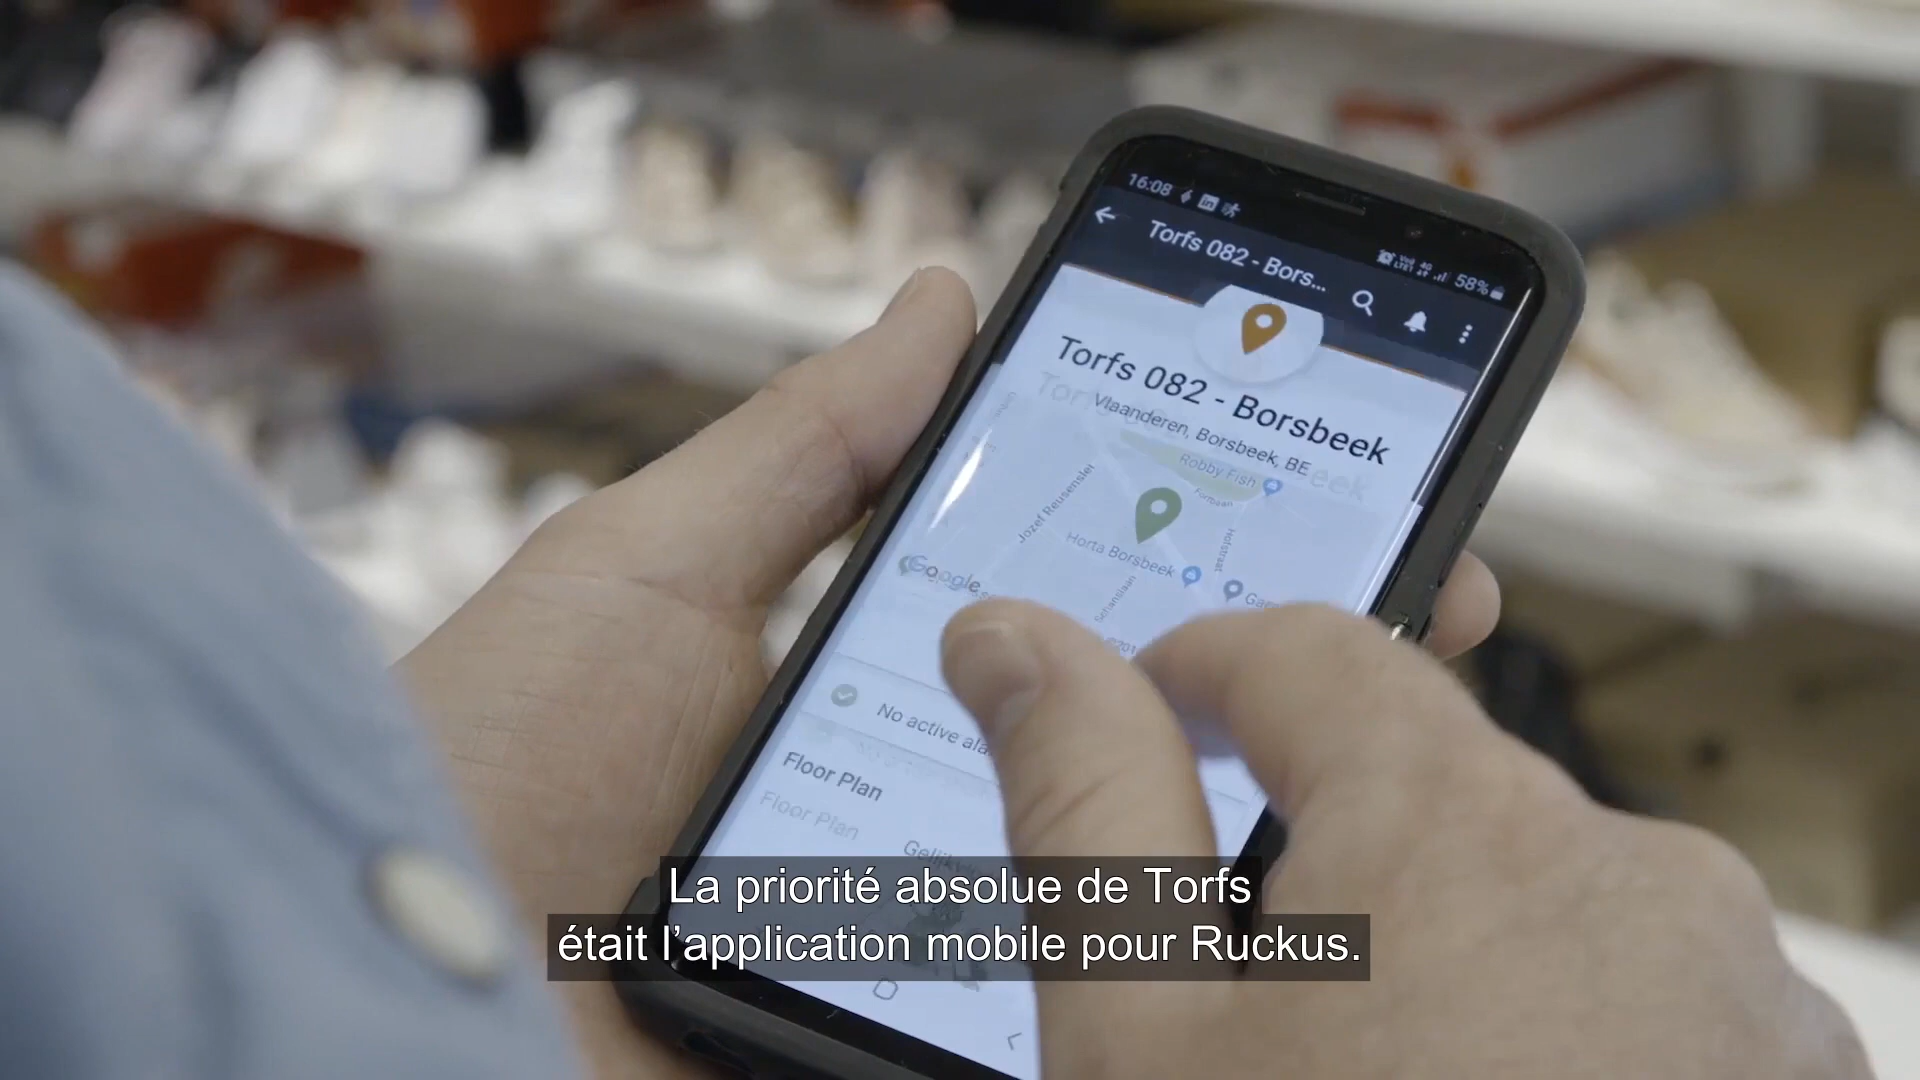 16:08
58%
Torfs 082 - Bors...
Torfs 082 - Borsbeek
Vlaanderen, Borsbeek, BE
Robby Fish
Fortbaan
Jozef Reusenslei
Hofstraat
Horta Borsbeek
Google
No active ala
Floor Plan
Floor Plan
La priorité absolue de Torfs
était l’application mobile pour Ruckus.